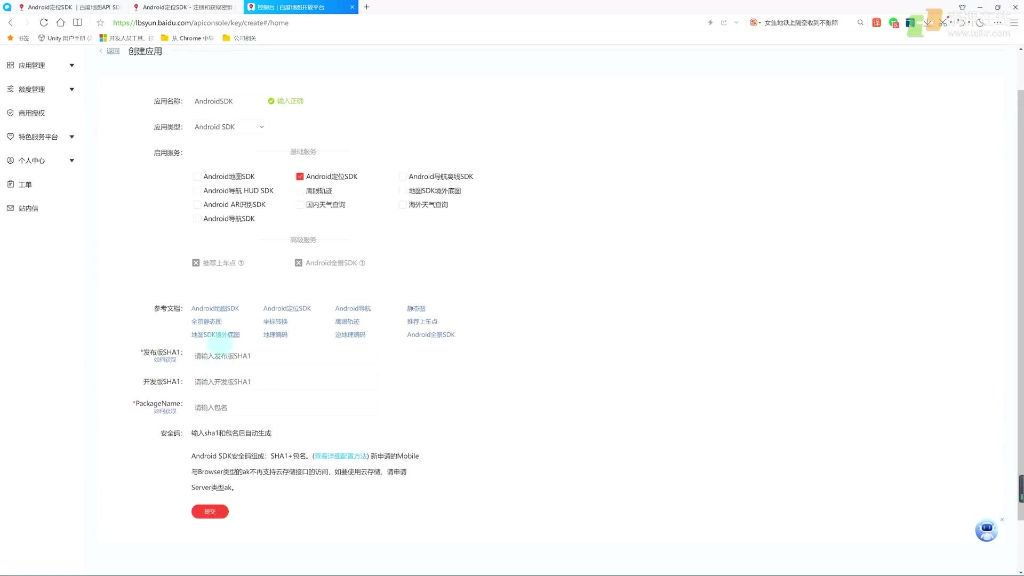 Android定位SDK | 百度地图API SD
Android定位SDK - 注册和获取密钥
控制台 | 百度地图开放平台
https://lbsyun.baidu.com/apiconsole/key/create#/home
书签
Unity 用户手册
开发人员工具
从 Chrome 中
公司相关
返回 创建应用
应用管理
额度管理
商用授权
特色服务平台
个人中心
工单
站内信
应用名称: AndroidSDK 输入正确
应用类型: Android SDK
启用服务: 基础服务
Android地图SDK Android定位SDK Android导航离线SDK
Android导航 HUD SDK 鹰眼轨迹 地图SDK境外底图
Android AR识别SDK 国内天气查询 海外天气查询
Android导航SDK
高级服务
推荐上车点 Android全景SDK
参考文档: Android地图SDK Android定位SDK Android导航 静态图
全景静态图 坐标转换 鹰眼轨迹 推荐上车点
地图SDK境外底图 地理编码 逆地理编码 Android全景SDK
*发布版SHA1: 请输入发布版SHA1
如何获取
开发版SHA1: 请输入开发版SHA1
*PackageName: 请输入包名
如何获取
安全码: 输入sha1和包名后自动生成
Android SDK安全码组成: SHA1+包名。(查看详细配置方法) 新申请的Mobile
与Browser类型的ak不再支持云存储接口的访问，如要使用云存储，请申请
Server类型ak。
提交